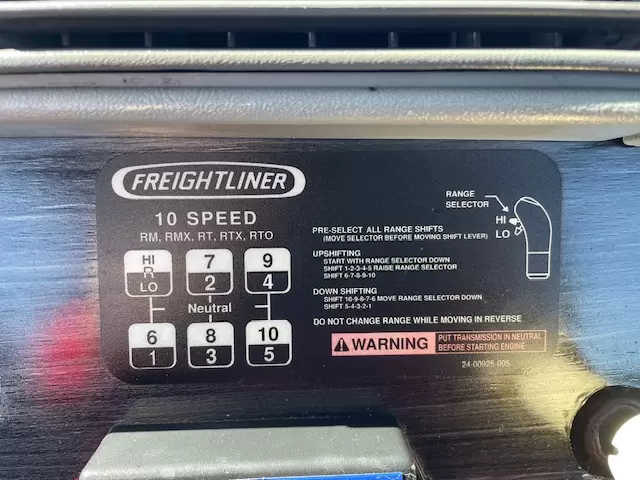 FREIGHTLINER
10 SPEED
RM, RMX, RT, RTX, RTO
HI 7 9
R 2 4
LO
Neutral
6 8 10
1 3 5
RANGE
SELECTOR
HI
LO
PRE-SELECT ALL RANGE SHIFTS
(MOVE SELECTOR BEFORE MOVING SHIFT LEVER)
UPSHIFTING
START WITH RANGE SELECTOR DOWN
SHIFT 1-2-3-4-5 RAISE RANGE SELECTOR
SHIFT 6-7-8-9-10
DOWN SHIFTING
SHIFT 10-9-8-7-6 MOVE RANGE SELECTOR DOWN
SHIFT 5-4-3-2-1
DO NOT CHANGE RANGE WHILE MOVING IN REVERSE
WARNING
PUT TRANSMISSION IN NEUTRAL
BEFORE STARTING ENGINE
24-00925-005